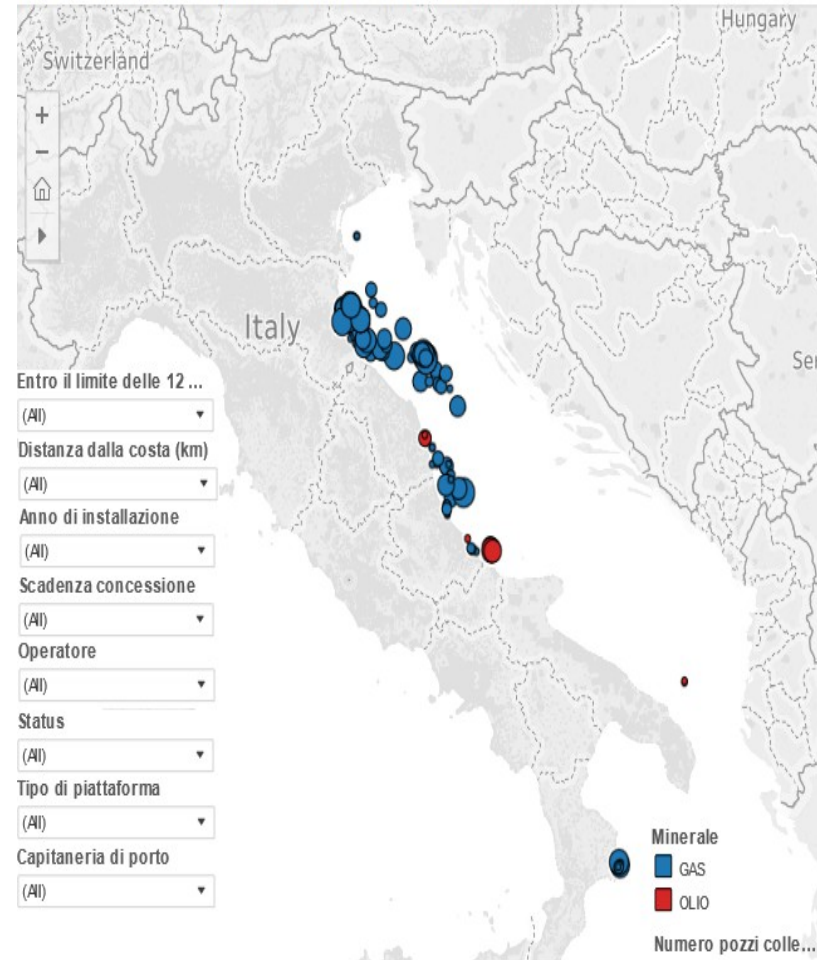 Hungary
Switzerland
+
−
Italy
Ser
Entro il limite delle 12 ...
(All)
Distanza dalla costa (km)
(All)
Anno di installazione
(All)
Scadenza concessione
(All)
Operatore
(All)
Status
(All)
Tipo di piattaforma
(All)
Capitaneria di porto
(All)
Minerale
GAS
OLIO
Numero pozzi colle...